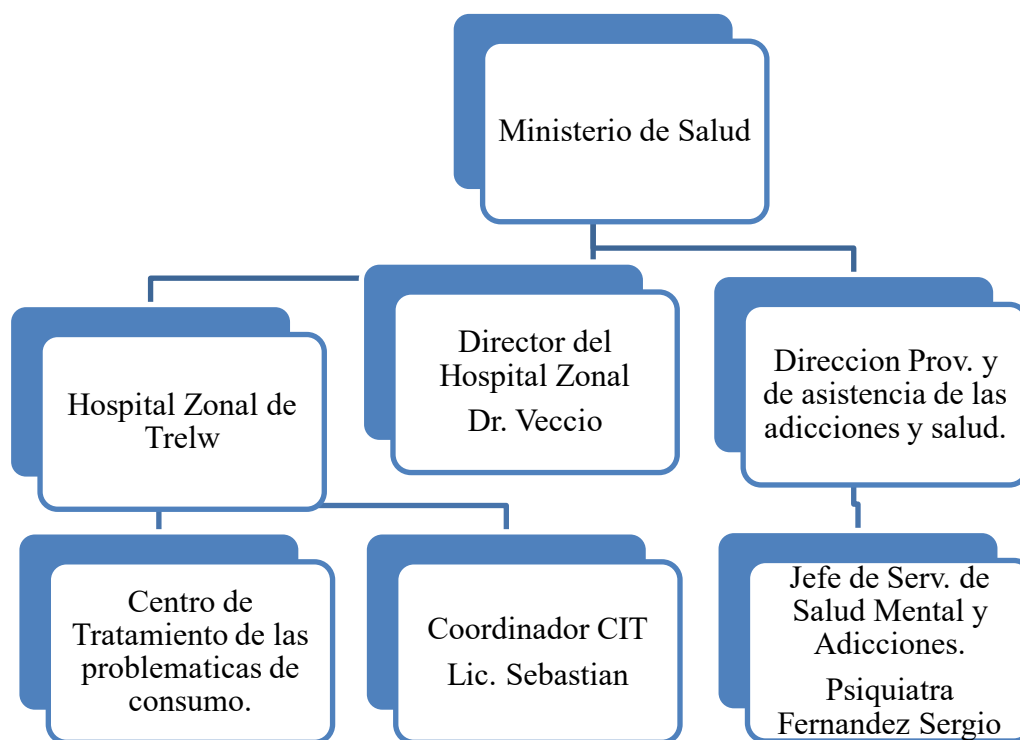 Ministerio de Salud
Director del
Hospital Zonal
Dr. Veccio
Hospital Zonal de
Trelw
Direccion Prov. y
de asistencia de las
adicciones y salud.
Centro de
Tratamiento de las
problematicas de
consumo.
Coordinador CIT
Lic. Sebastian
Jefe de Serv. de
Salud Mental y
Adicciones.
Psiquiatra
Fernandez Sergio